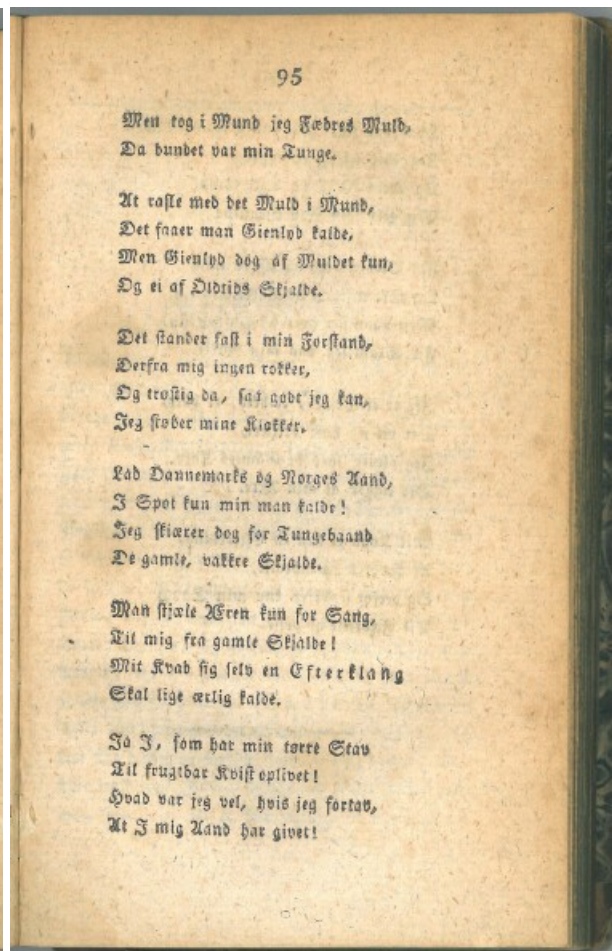 95
Men tog i Mund jeg Fædres Muld,
Da bundet var min Tunge.
At rasle med det Muld i Mund,
Det faaer man Gienlyd kalde,
Men Gienlyd dog af Muldet kun,
Og ei af Oldtids Skjalde.
Det stander fast i min Forstand,
Derfra mig ingen rokker,
Og trøstig da, saa godt jeg kan,
Jeg støber mine Klokker.
Lad Dannemarks og Norges Aand,
I Spot kun min man kalde!
Jeg skiærer dog for Tungebaand
De gamle, vakkre Skjalde.
Man stjæle Æren kun for Sang,
Til mig fra gamle Skjalde!
Mit Kvad sig selv en Efterklang
Skal lige ærlig kalde.
Ja I, som har min tørre Stav
Til frugtbar Kvist oplivet!
Hvad var jeg vel, hvis jeg fortav,
At I mig Aand har givet!